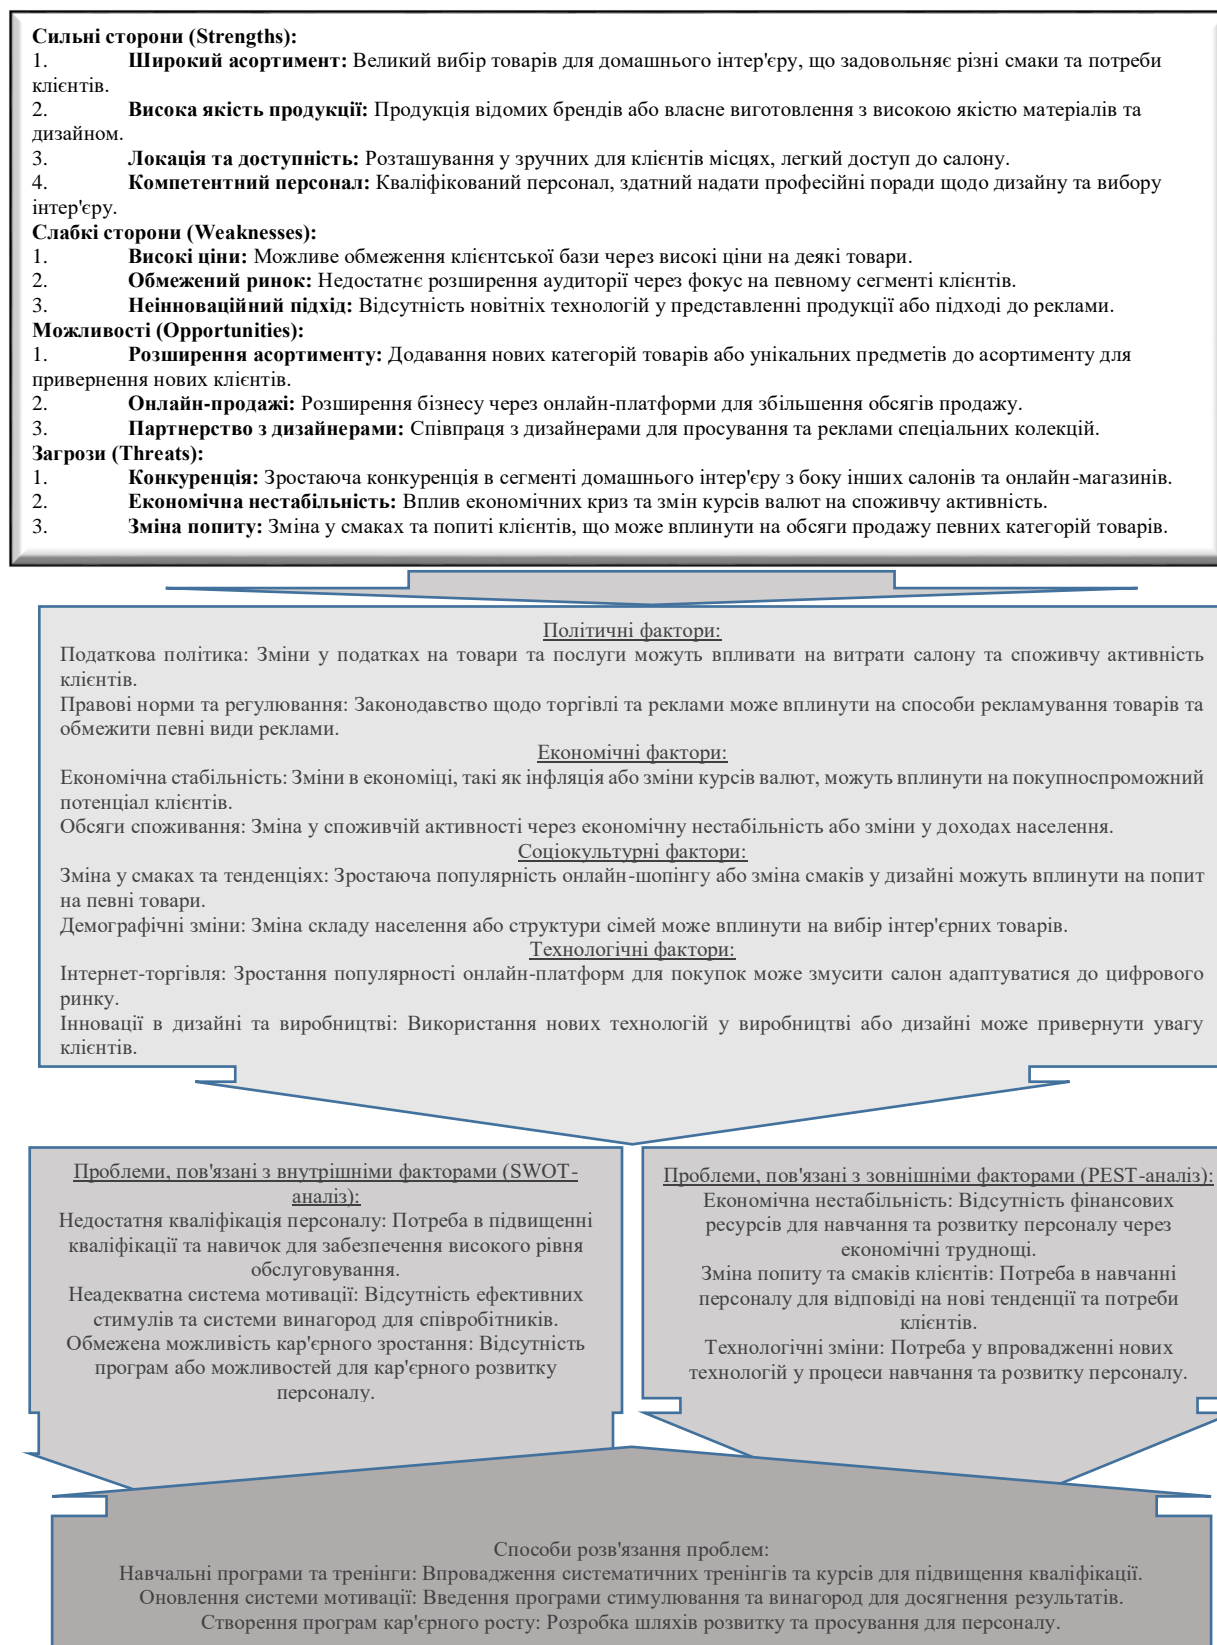 Сильні сторони (Strengths):
1. Широкий асортимент: Великий вибір товарів для домашнього інтер'єру, що задовольняє різні смаки та потреби
клієнтів.
2. Висока якість продукції: Продукція відомих брендів або власне виготовлення з високою якістю матеріалів та
дизайном.
3. Локація та доступність: Розташування у зручних для клієнтів місцях, легкий доступ до салону.
4. Компетентний персонал: Кваліфікований персонал, здатний надати професійні поради щодо дизайну та вибору
інтер'єру.
Слабкі сторони (Weaknesses):
1. Високі ціни: Можливе обмеження клієнтської бази через високі ціни на деякі товари.
2. Обмежений ринок: Недостатнє розширення аудиторії через фокус на певному сегменті клієнтів.
3. Неінноваційний підхід: Відсутність новітніх технологій у представленні продукції або підході до реклами.
Можливості (Opportunities):
1. Розширення асортименту: Додавання нових категорій товарів або унікальних предметів до асортименту для
привернення нових клієнтів.
2. Онлайн-продажі: Розширення бізнесу через онлайн-платформи для збільшення обсягів продажу.
3. Партнерство з дизайнерами: Співпраця з дизайнерами для просування та реклами спеціальних колекцій.
Загрози (Threats):
1. Конкуренція: Зростаюча конкуренція в сегменті домашнього інтер'єру з боку інших салонів та онлайн-магазинів.
2. Економічна нестабільність: Вплив економічних криз та змін курсів валют на споживчу активність.
3. Зміна попиту: Зміна у смаках та попиті клієнтів, що може вплинути на обсяги продажу певних категорій товарів.
Політичні фактори:
Податкова політика: Зміни у податках на товари та послуги можуть впливати на витрати салону та споживчу активність
клієнтів.
Правові норми та регулювання: Законодавство щодо торгівлі та реклами може вплинути на способи рекламування товарів та
обмежити певні види реклами.
Економічні фактори:
Економічна стабільність: Зміни в економіці, такі як інфляція або зміни курсів валют, можуть вплинути на покупноспроможний
потенціал клієнтів.
Обсяги споживання: Зміна у споживчій активності через економічну нестабільність або зміни у доходах населення.
Соціокультурні фактори:
Зміна у смаках та тенденціях: Зростаюча популярність онлайн-шопінгу або зміна смаків у дизайні можуть вплинути на попит
на певні товари.
Демографічні зміни: Зміна складу населення або структури сімей може вплинути на вибір інтер'єрних товарів.
Технологічні фактори:
Інтернет-торгівля: Зростання популярності онлайн-платформ для покупок може змусити салон адаптуватися до цифрового
ринку.
Інновації в дизайні та виробництві: Використання нових технологій у виробництві або дизайні може привернути увагу
клієнтів.
Проблеми, пов'язані з внутрішніми факторами (SWOT-
аналіз):
Недостатня кваліфікація персоналу: Потреба в підвищенні
кваліфікації та навичок для забезпечення високого рівня
обслуговування.
Неадекватна система мотивації: Відсутність ефективних
стимулів та системи винагород для співробітників.
Обмежена можливість кар'єрного зростання: Відсутність
програм або можливостей для кар'єрного розвитку
персоналу.
Проблеми, пов'язані з зовнішніми факторами (PEST-аналіз):
Економічна нестабільність: Відсутність фінансових
ресурсів для навчання та розвитку персоналу через
економічні труднощі.
Зміна попиту та смаків клієнтів: Потреба в навчанні
персоналу для відповіді на нові тенденції та потреби
клієнтів.
Технологічні зміни: Потреба у впровадженні нових
технологій у процеси навчання та розвитку персоналу.
Способи розв'язання проблем:
Навчальні програми та тренінги: Впровадження систематичних тренінгів та курсів для підвищення кваліфікації.
Оновлення системи мотивації: Введення програми стимулювання та винагород для досягнення результатів.
Створення програм кар'єрного росту: Розробка шляхів розвитку та просування для персоналу.